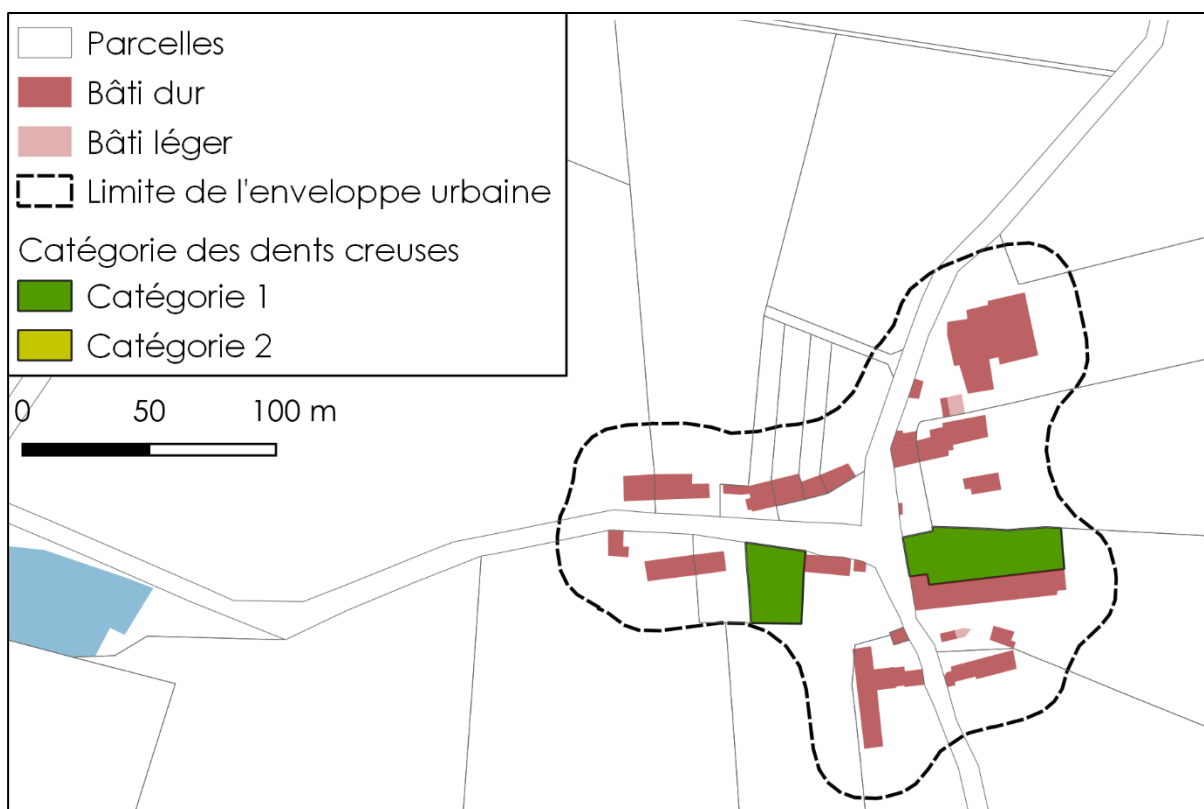 Parcelles
Bâti dur
Bâti léger
Limite de l'enveloppe urbaine
Catégorie des dents creuses
Catégorie 1
Catégorie 2
0 50 100 m